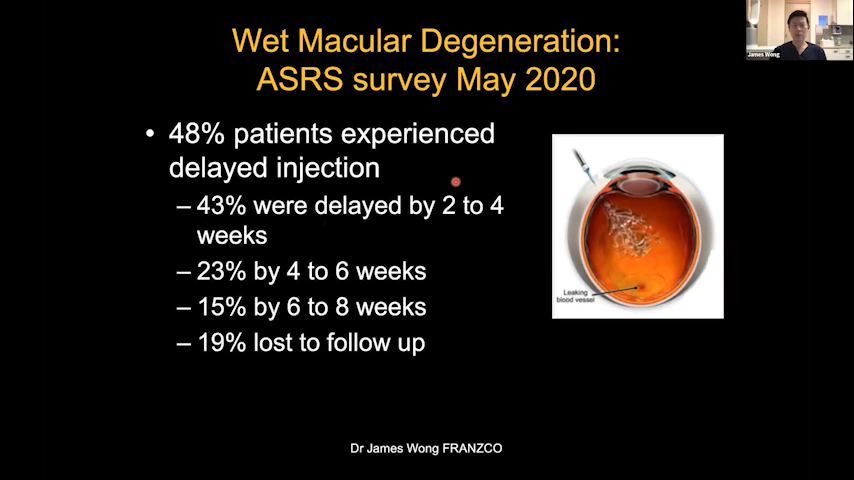 Wet Macular Degeneration:
ASRS survey May 2020
• 48% patients experienced
delayed injection
– 43% were delayed by 2 to 4
weeks
– 23% by 4 to 6 weeks
– 15% by 6 to 8 weeks
– 19% lost to follow up
Leaking
blood vessel
Dr James Wong FRANZCO
James Wong